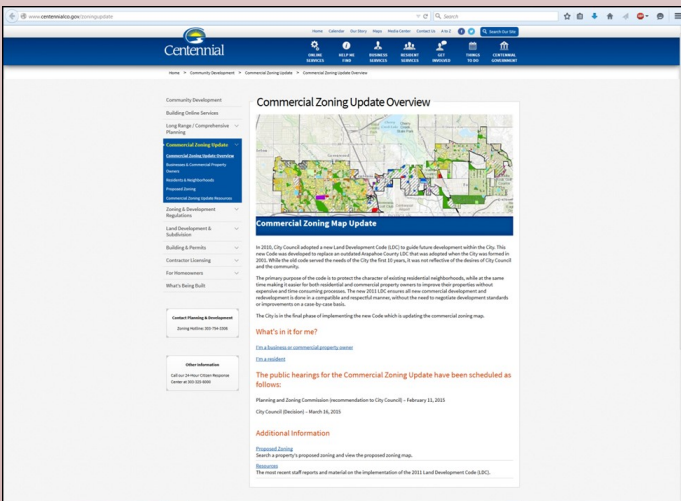 www.centennialco.gov/zoningupdate
Search
Home Calendar Our Story Maps Media Center Contact Us A to Z Search Our Site
Centennial
ONLINE SERVICES
HELP ME FIND
BUSINESS SERVICES
RESIDENT SERVICES
GET INVOLVED
THINGS TO DO
CENTENNIAL GOVERNMENT
Home > Community Development > Commercial Zoning Update > Commercial Zoning Update Overview
Community Development
Building Online Services
Long Range / Comprehensive
Planning
Commercial Zoning Update
Commercial Zoning Update Overview
Businesses & Commercial Property
Owners
Residents & Neighborhoods
Proposed Zoning
Commercial Zoning Update Resources
Zoning & Development
Regulations
Land Development &
Subdivision
Building & Permits
Contractor Licensing
For Homeowners
What's Being Built
Contact Planning & Development
Zoning Hotline: 303-754-3308
Other Information
Call our 24-Hour Citizen Response
Center at 303-325-8000
Commercial Zoning Update Overview
Commercial Zoning Map Update
In 2010, City Council adopted a new Land Development Code (LDC) to guide future development within the City. This
new Code was developed to replace an outdated Arapahoe County LDC that was adopted when the City was formed in
2001. While the old code served the needs of the City the first 10 years, it was not reflective of the desires of City Council
and the community.
The primary purpose of the code is to protect the character of existing residential neighborhoods, while at the same
time making it easier for both residential and commercial property owners to improve their properties without
expensive and time consuming processes. The new 2011 LDC ensures all new commercial development and
redevelopment is done in a compatible and respectful manner, without the need to negotiate development standards
or improvements on a case-by-case basis.
The City is in the final phase of implementing the new Code which is updating the commercial zoning map.
What's in it for me?
I'm a business or commercial property owner
I'm a resident
The public hearings for the Commercial Zoning Update have been scheduled as
follows:
Planning and Zoning Commission (recommendation to City Council) – February 11, 2015
City Council (Decision) – March 16, 2015
Additional Information
Proposed Zoning
Search a property's proposed zoning and view the proposed zoning map.
Resources
The most recent staff reports and material on the implementation of the 2011 Land Development Code (LDC).